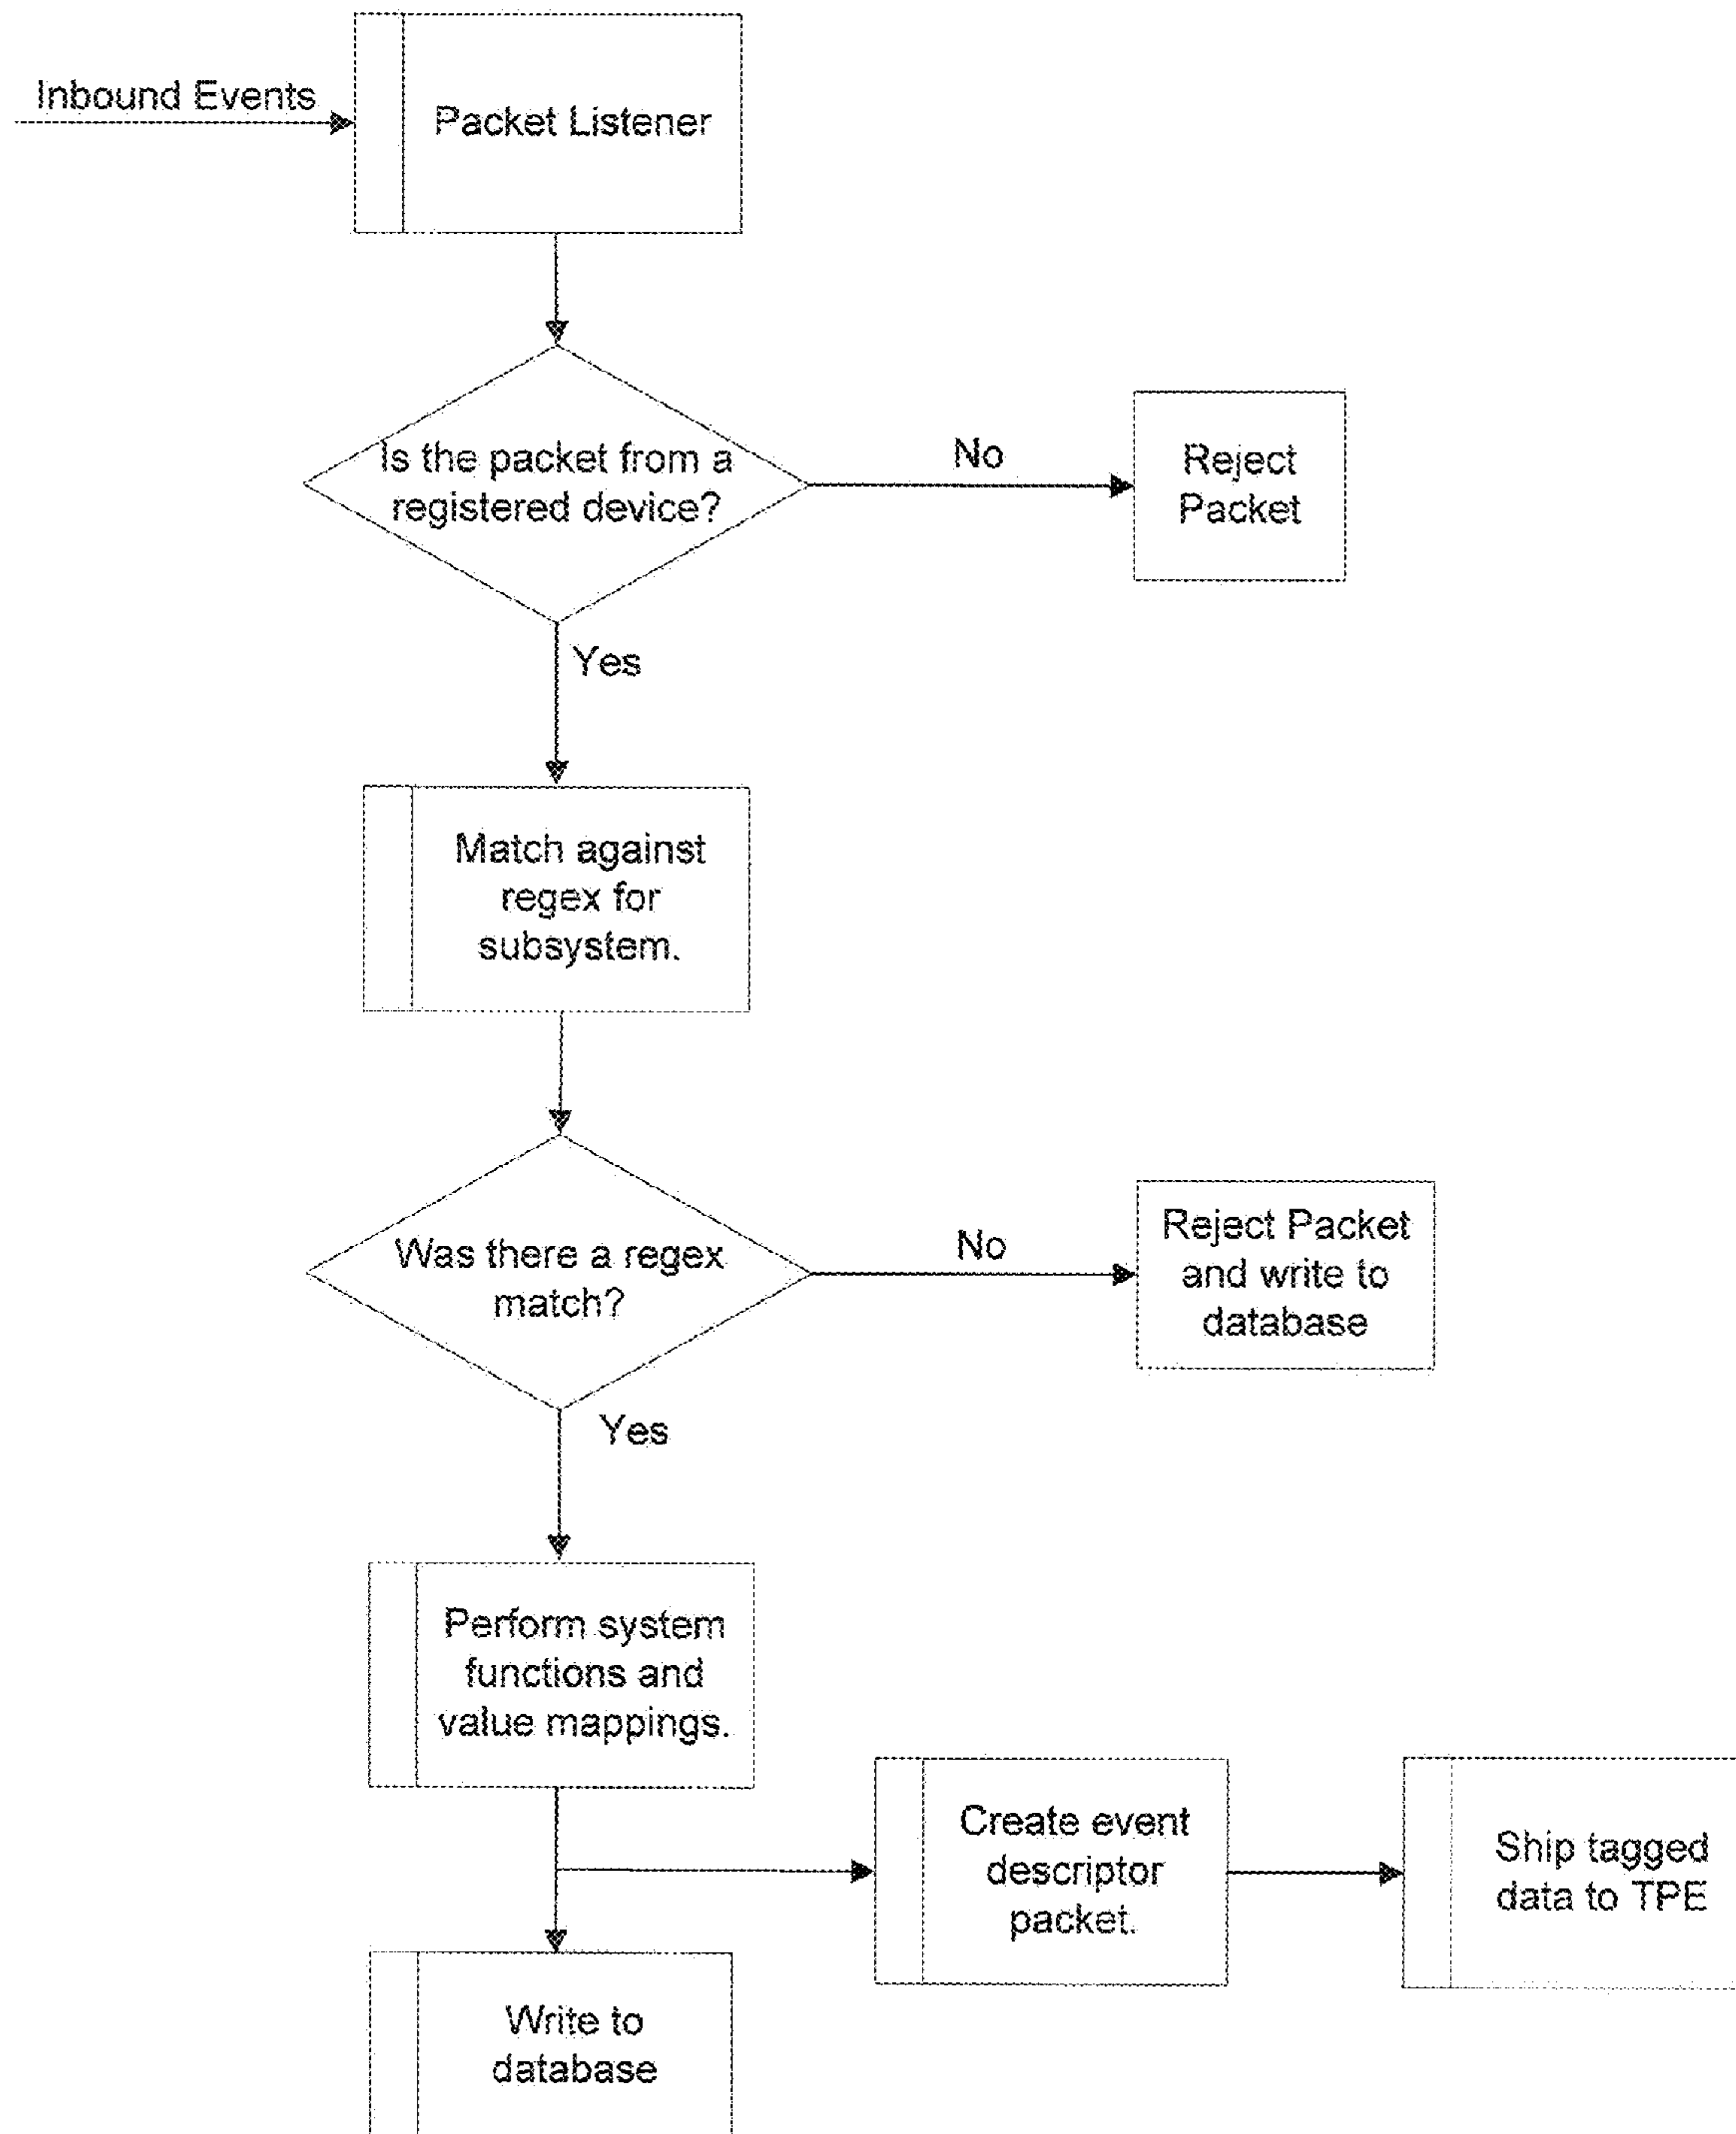 Inbound Events
Packet Listener
Is the packet from a
registered device?
No
Reject
Packet
Yes
Match against
regex for
subsystem.
Was there a regex
match?
No
Reject Packet
and write to
database
Yes
Perform system
functions and
value mappings.
Create event
descriptor
packet.
Ship tagged
data to TPE
Write to
database